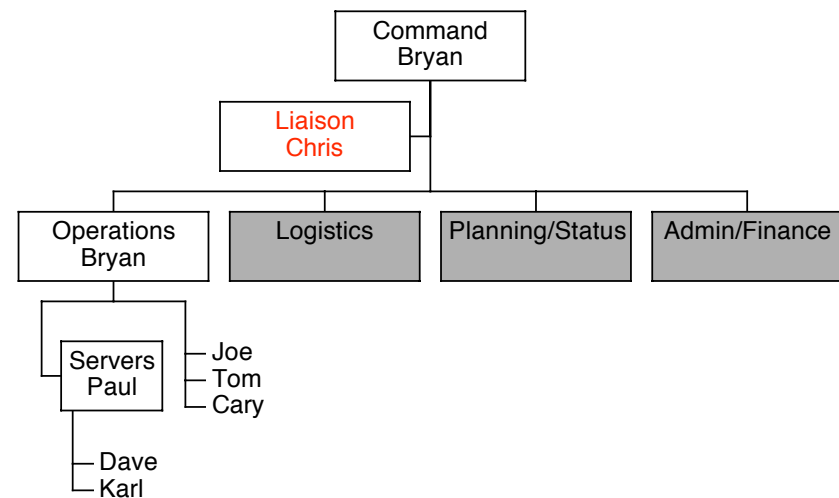 Command
Bryan
Liaison
Chris
Operations
Bryan
Logistics
Planning/Status
Admin/Finance
Servers
Paul
Joe
Tom
Cary
Dave
Karl